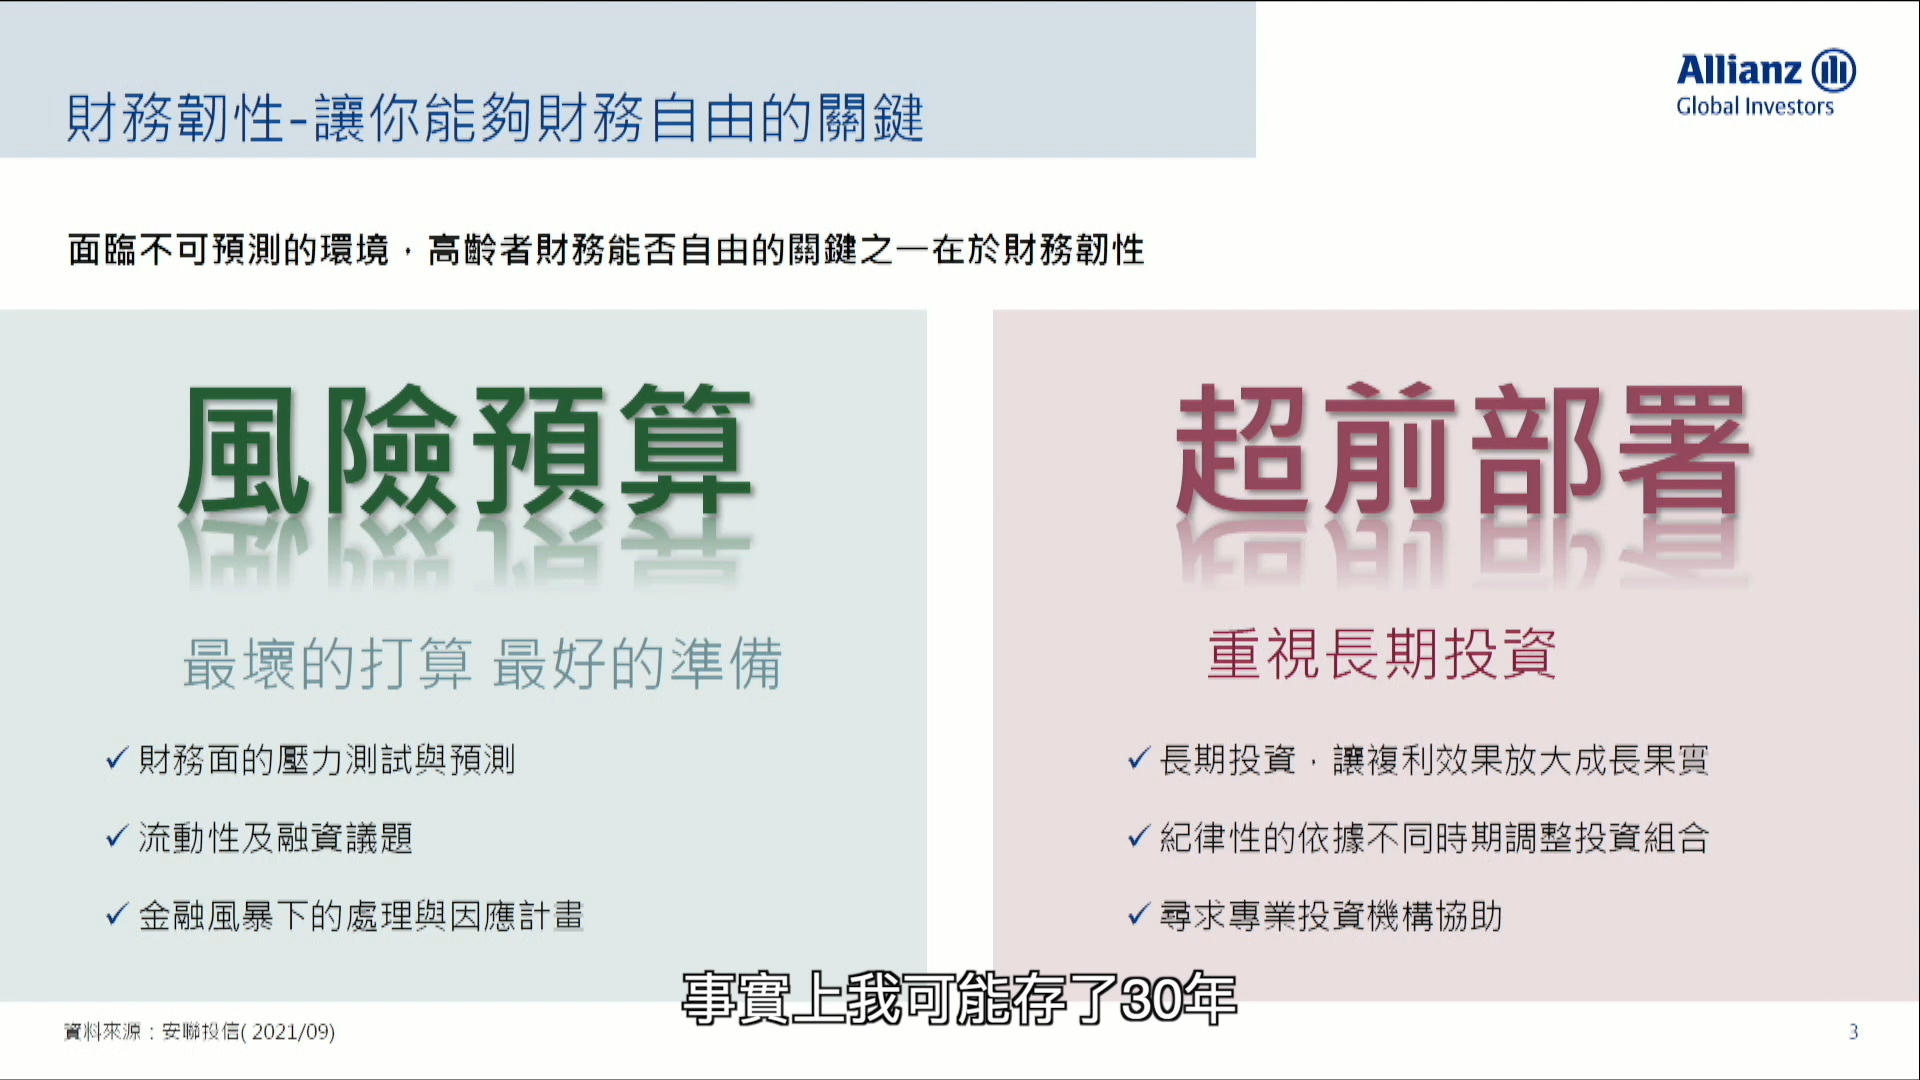 財務韌性-讓你能夠財務自由的關鍵
Allianz
Global Investors
面臨不可預測的環境，高齡者財務能否自由的關鍵之一在於財務韌性
風險預算
最壞的打算 最好的準備
✓ 財務面的壓力測試與預測
✓ 流動性及融資議題
✓ 金融風暴下的處理與因應計畫
超前部署
重視長期投資
✓ 長期投資，讓複利效果放大成長果實
✓ 紀律性的依據不同時期調整投資組合
✓ 尋求專業投資機構協助
事實上我可能存了30年
資料來源：安聯投信( 2021/09)
3